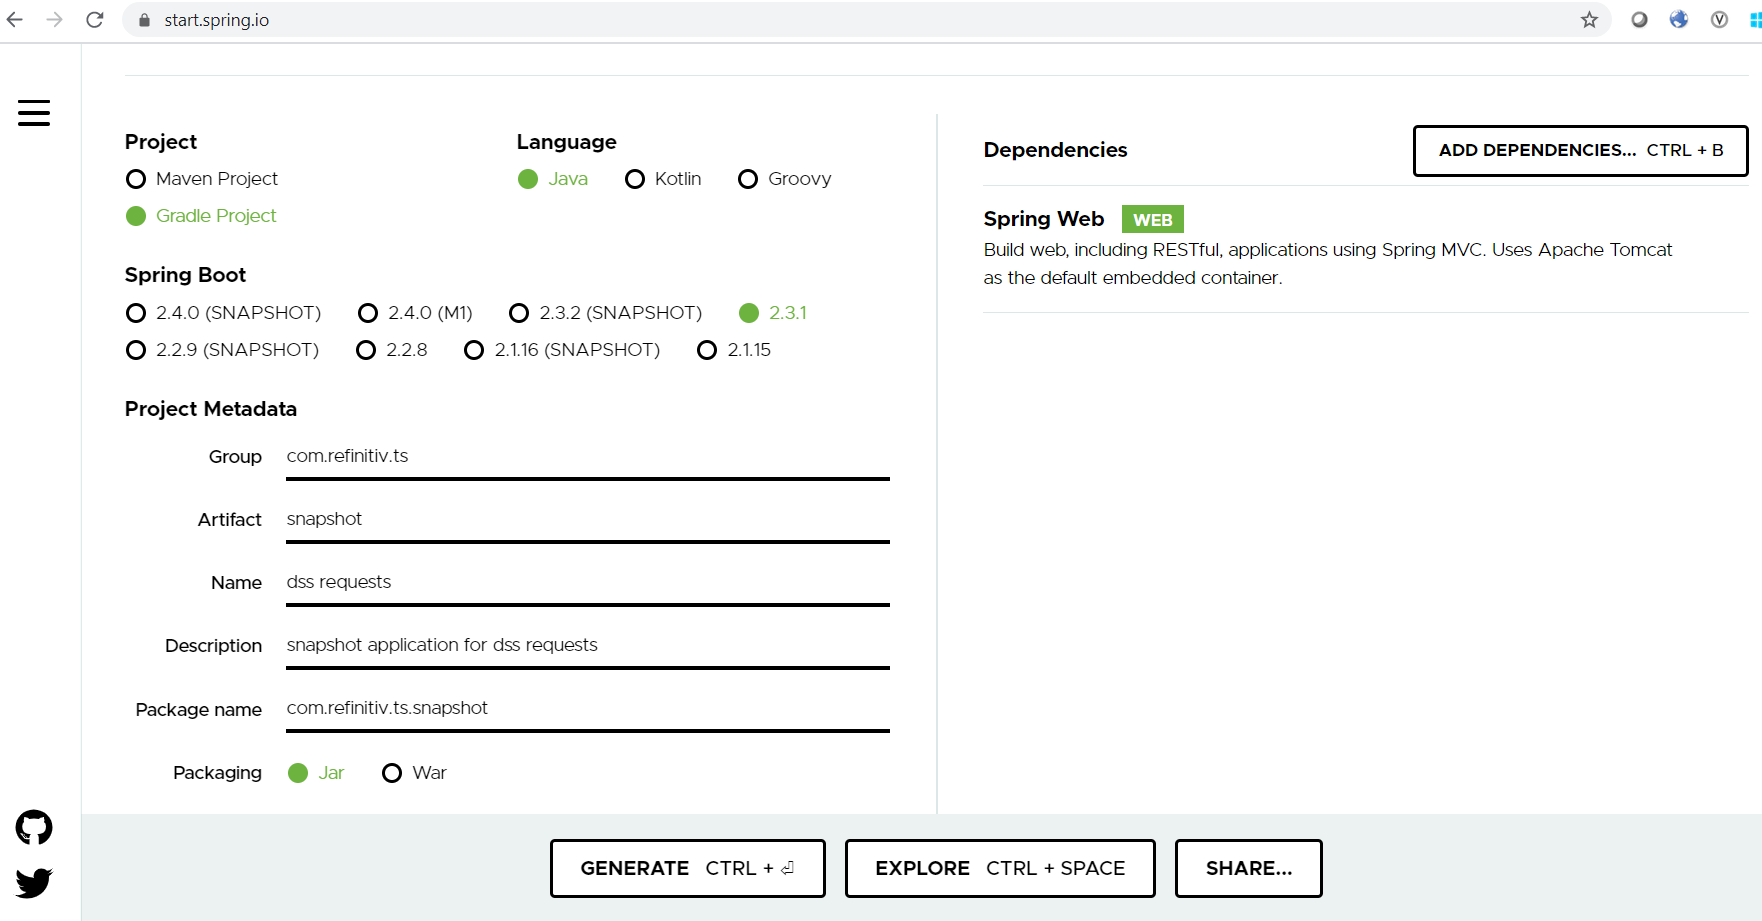 start.spring.io
Project
Maven Project
Gradle Project
Language
Java Kotlin Groovy
Spring Boot
2.4.0 (SNAPSHOT) 2.4.0 (M1) 2.3.2 (SNAPSHOT) 2.3.1
2.2.9 (SNAPSHOT) 2.2.8 2.1.16 (SNAPSHOT) 2.1.15
Project Metadata
Group com.refinitiv.ts
Artifact snapshot
Name dss requests
Description snapshot application for dss requests
Package name com.refinitiv.ts.snapshot
Packaging Jar War
Dependencies
ADD DEPENDENCIES... CTRL + B
Spring Web WEB
Build web, including RESTful, applications using Spring MVC. Uses Apache Tomcat
as the default embedded container.
GENERATE CTRL + ⏎
EXPLORE CTRL + SPACE
SHARE...